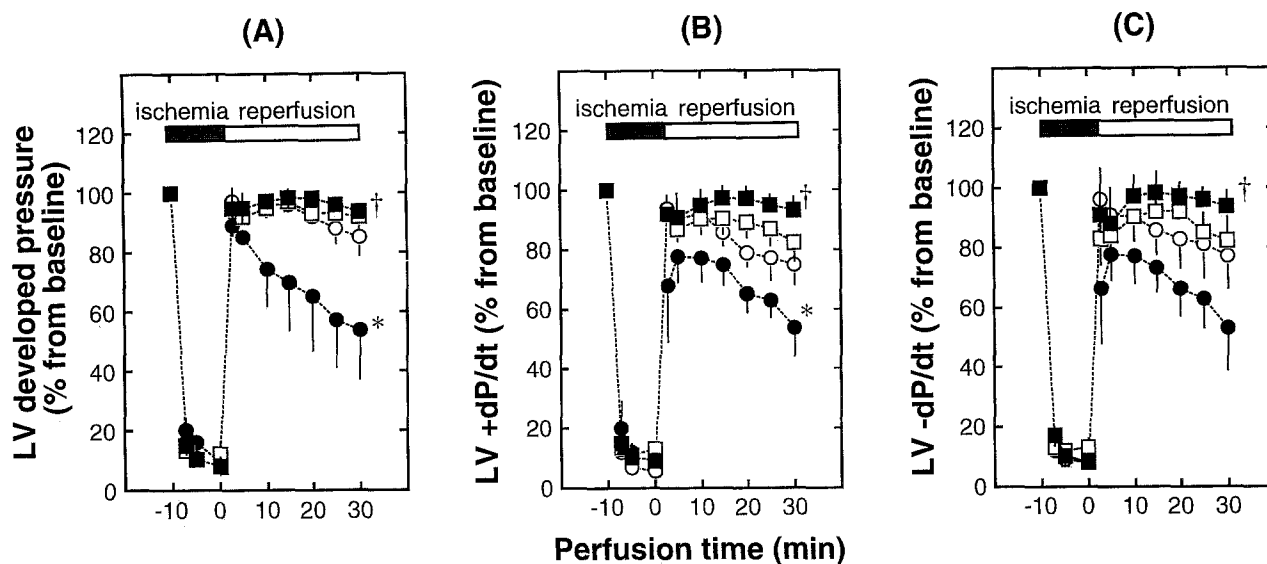 (A)
(B)
(C)
LV developed pressure
(% from baseline)
ischemia reperfusion
120
100
80
60
40
20
0
†
*
-10 0 10 20 30
LV +dP/dt (% from baseline)
ischemia reperfusion
120
100
80
60
40
20
0
†
*
-10 0 10 20 30
LV -dP/dt (% from baseline)
ischemia reperfusion
120
100
80
60
40
20
0
†
-10 0 10 20 30
Perfusion time (min)